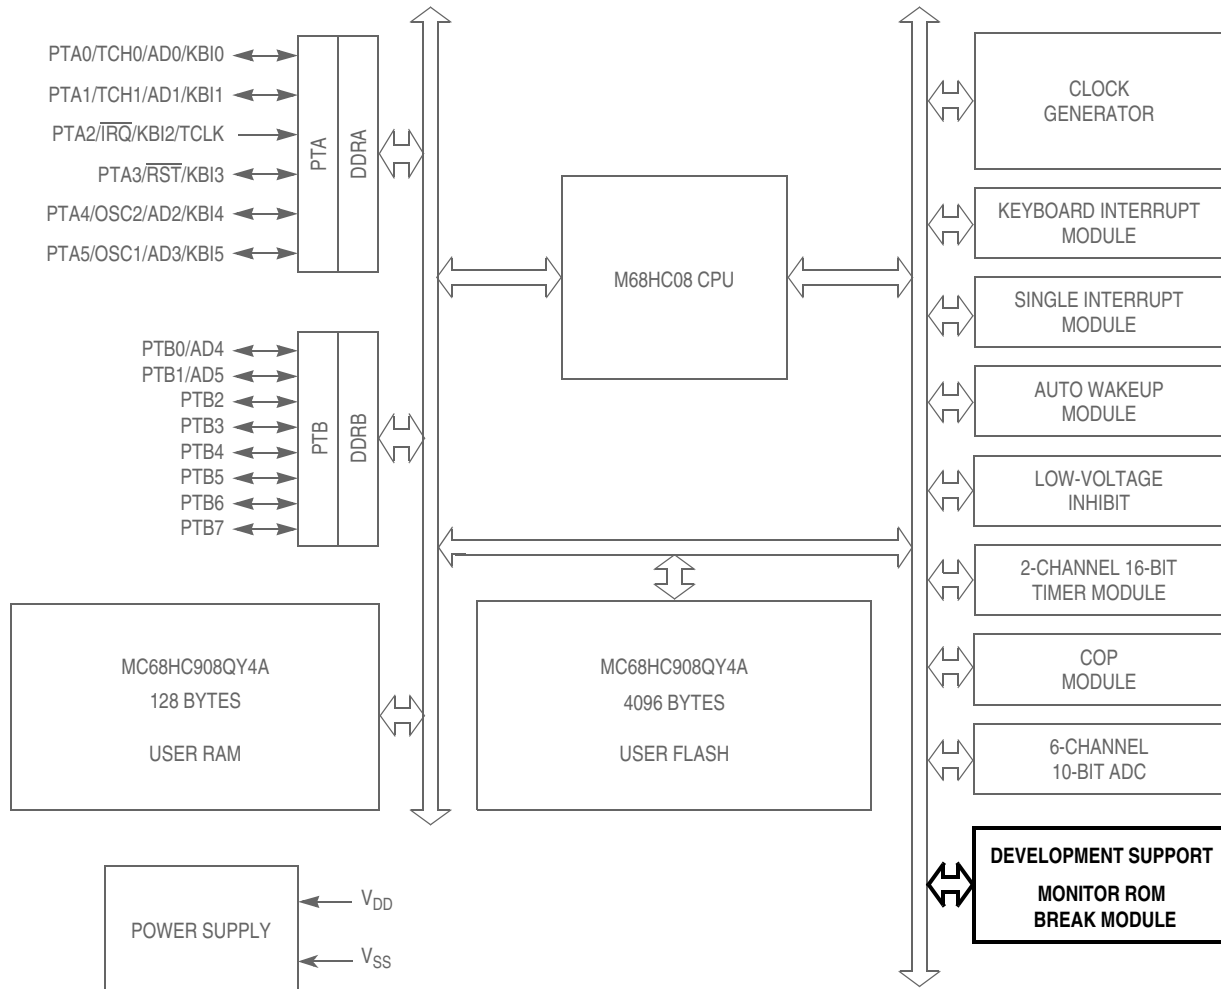 PTA0/TCH0/AD0/KBI0
PTA1/TCH1/AD1/KBI1
PTA2/IRQ/KBI2/TCLK
PTA3/RST/KBI3
PTA4/OSC2/AD2/KBI4
PTA5/OSC1/AD3/KBI5
PTA
DDRA
PTB0/AD4
PTB1/AD5
PTB2
PTB3
PTB4
PTB5
PTB6
PTB7
PTB
DDRB
M68HC08 CPU
MC68HC908QY4A
128 BYTES
USER RAM
MC68HC908QY4A
4096 BYTES
USER FLASH
POWER SUPPLY
VDD
VSS
CLOCK
GENERATOR
KEYBOARD INTERRUPT
MODULE
SINGLE INTERRUPT
MODULE
AUTO WAKEUP
MODULE
LOW-VOLTAGE
INHIBIT
2-CHANNEL 16-BIT
TIMER MODULE
COP
MODULE
6-CHANNEL
10-BIT ADC
DEVELOPMENT SUPPORT
MONITOR ROM
BREAK MODULE